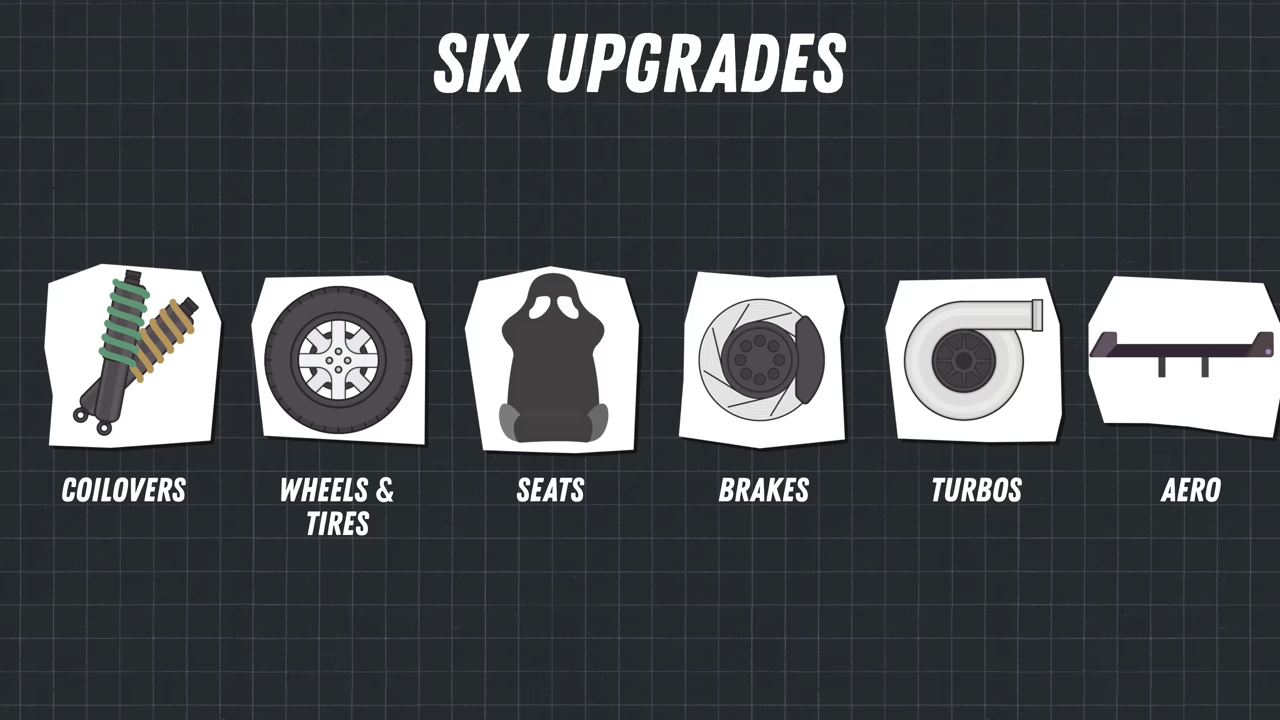 SIX UPGRADES
COILOVERS
WHEELS &
TIRES
SEATS
BRAKES
TURBOS
AERO